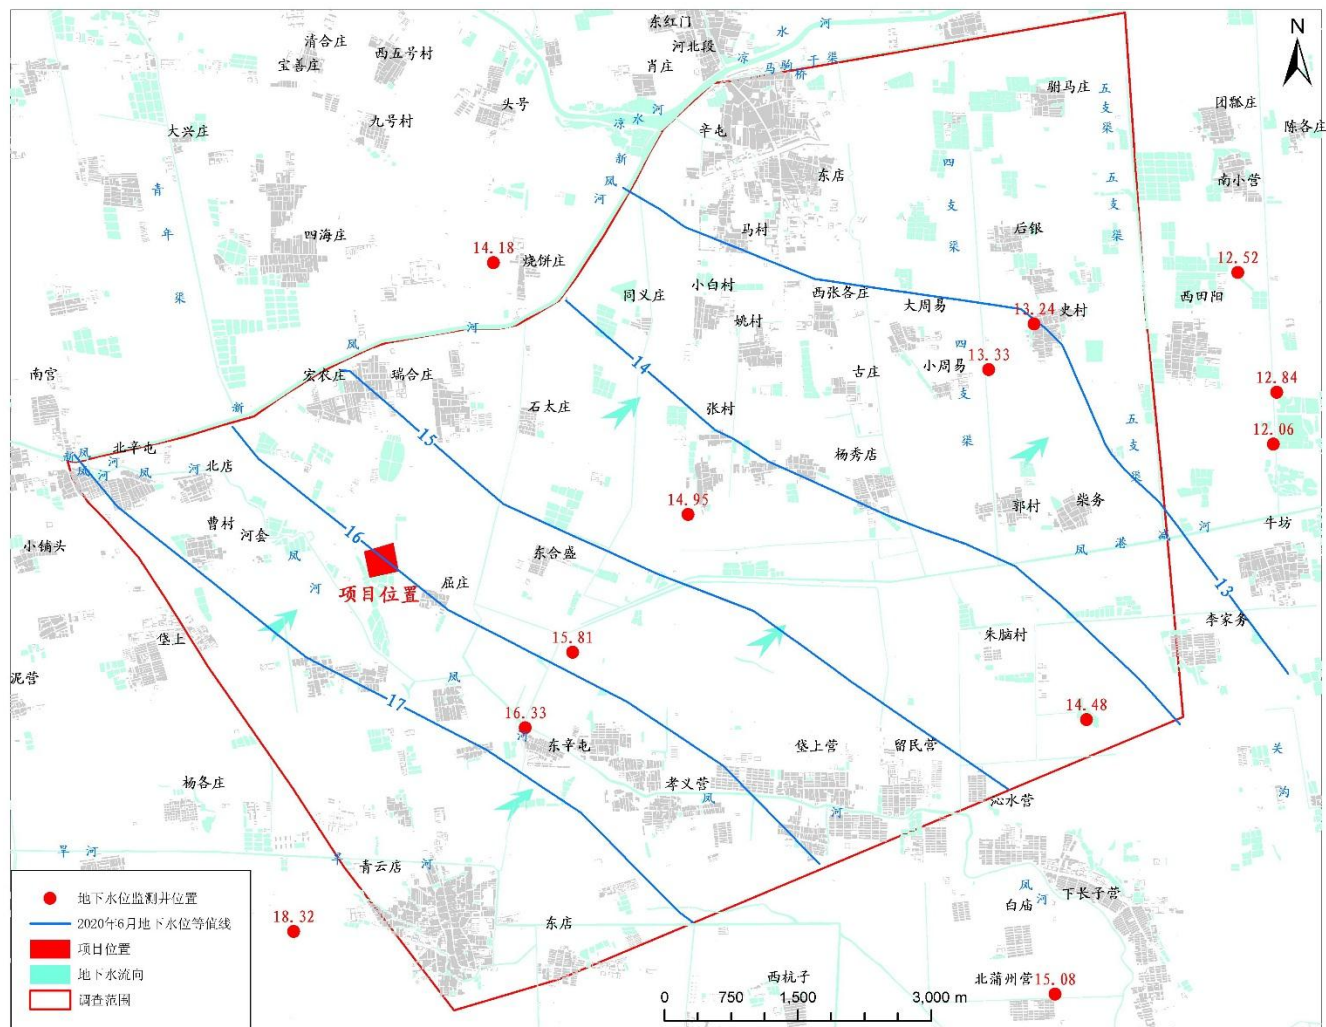 东红门
清合庄
西五号村
宝善庄
河北段
肖庄
凉 水 河
马 驹 桥 干 渠
N
头号
九号村
大兴庄
凉 水 河
辛屯
驸马庄
五 支 渠
团瓢庄
陈各庄
东店
南小营
青 年 渠
新 凤 河
四 支 渠
五 五 支 渠
四海庄
14.18
烧饼庄
马村
后银
12.52
同义庄
小白村
西张各庄
大周易
西田阳
姚村
13.24
史村
13.33
小周易
四 支 渠
南宫
新 凤 河
宏农庄
瑞合庄
14
古庄
12.84
石太庄
张村
15
12.06
北辛屯
新 凤 河
凤 河
北店
杨秀店
五 支 渠
14.95
郭村
柴务
曹村
河会
小铺头
16
东合盛
凤 港 减 河
牛坊
凤 河
项目位置
屈庄
13
李家务
垡上
15.81
朱脑村
泥营
17
凤 河
16.33
14.48
东辛屯
垡上营
留民营
杨各庄
孝义营
凤 河
沁水营
关 沟
旱 河
旱 河
青云店
凤 河
下长子营
白庙
地下水位监测井位置
2020年6月地下水位等值线
项目位置
地下水流向
调查范围
18.32
东店
西杭子
北蒲州营
15.08
0 750 1,500 3,000 m